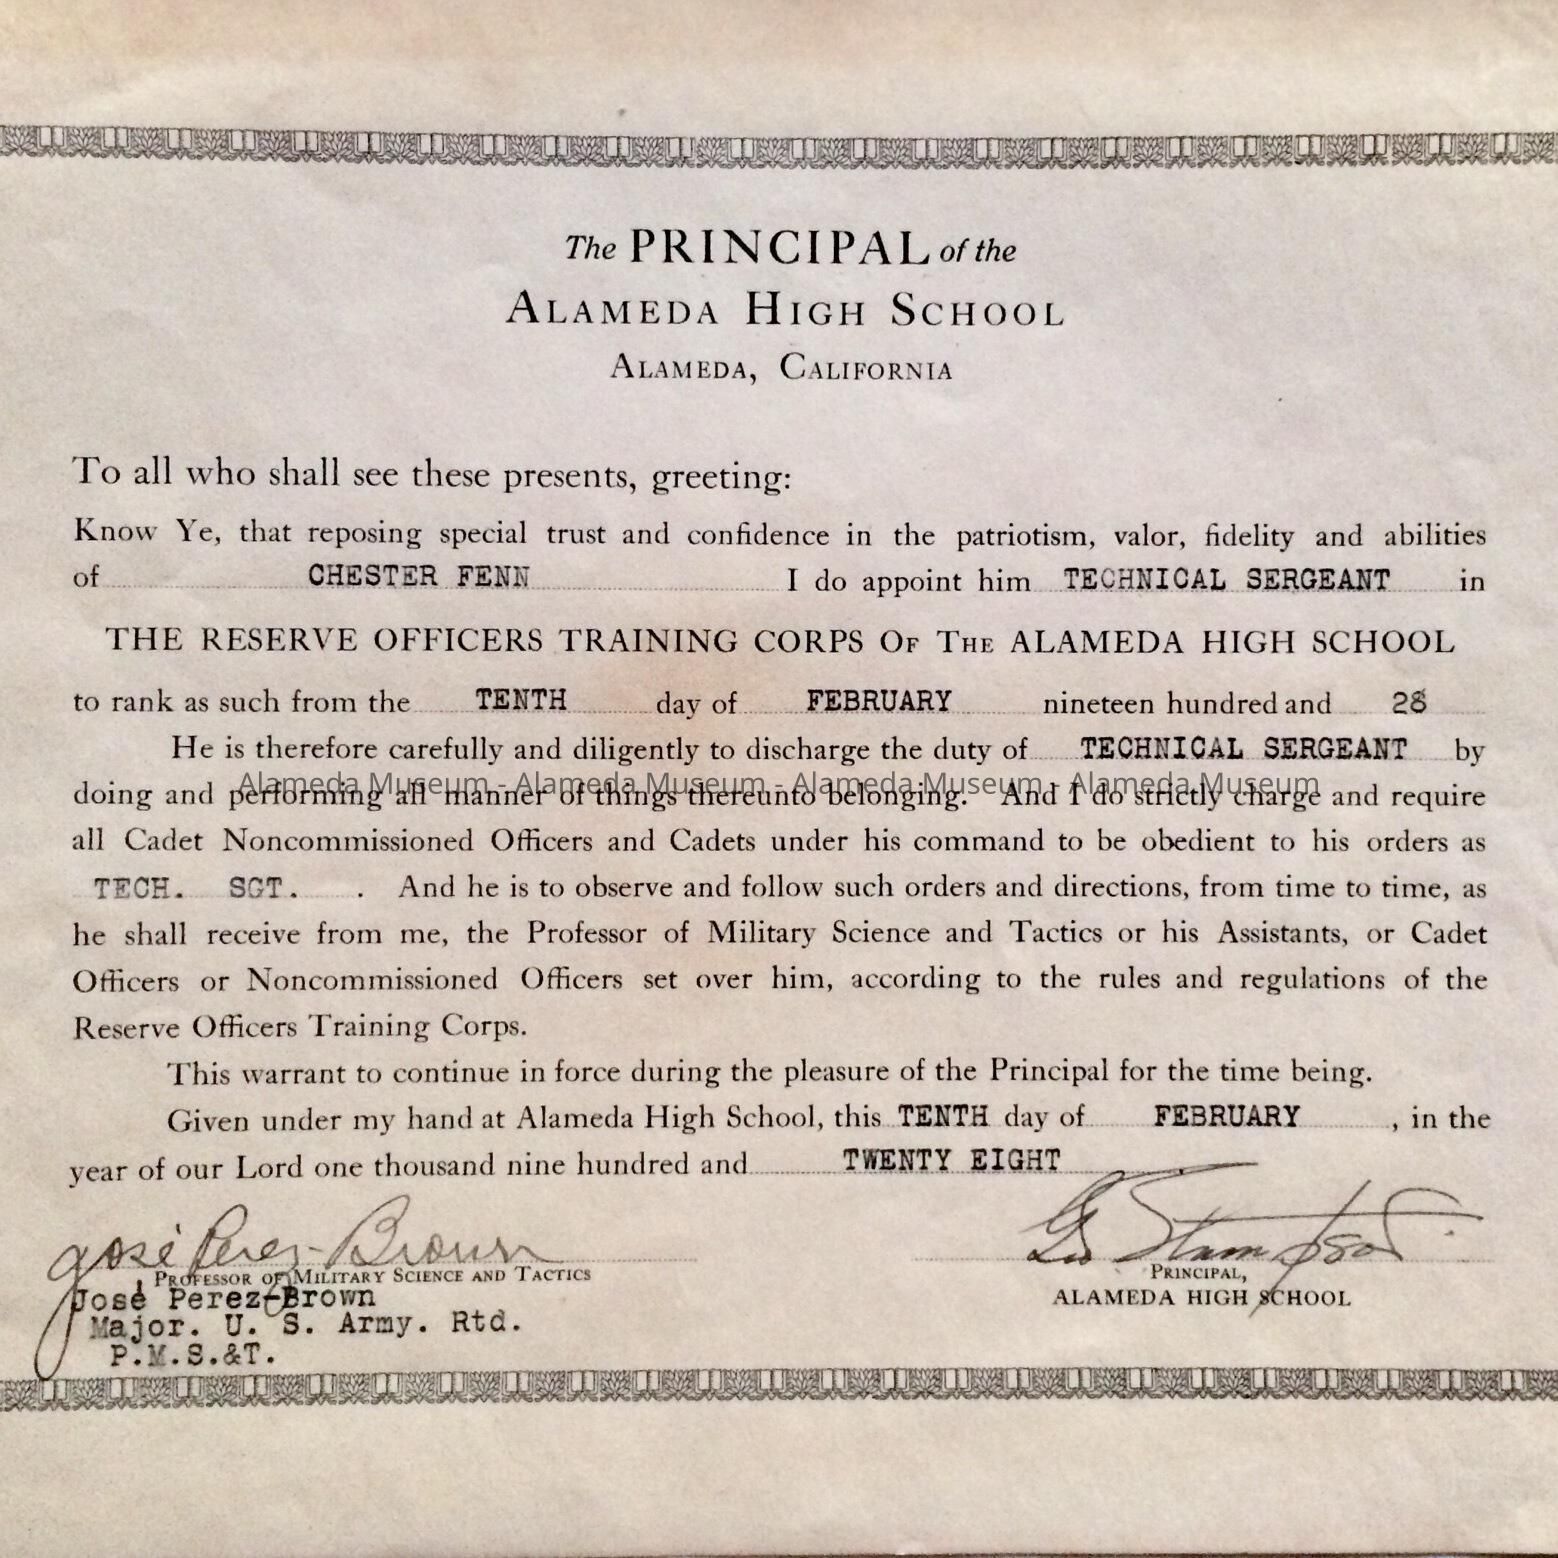 The PRINCIPAL of the
ALAMEDA HIGH SCHOOL
ALAMEDA, CALIFORNIA
To all who shall see these presents, greeting:
Know Ye, that reposing special trust and confidence in the patriotism, valor, fidelity and abilities
of CHESTER FENN I do appoint him TECHNICAL SERGEANT in
THE RESERVE OFFICERS TRAINING CORPS OF THE ALAMEDA HIGH SCHOOL
to rank as such from the TENTH day of FEBRUARY nineteen hundred and 28
He is therefore carefully and diligently to discharge the duty of TECHNICAL SERGEANT by
Alameda Museum - Alameda Museum - Alameda Museum - Alameda Museum
doing and performing all manner of things thereunto belonging. And I do strictly charge and require
all Cadet Noncommissioned Officers and Cadets under his command to be obedient to his orders as
TECH. SGT. . And he is to observe and follow such orders and directions, from time to time, as
he shall receive from me, the Professor of Military Science and Tactics or his Assistants, or Cadet
Officers or Noncommissioned Officers set over him, according to the rules and regulations of the
Reserve Officers Training Corps.
This warrant to continue in force during the pleasure of the Principal for the time being.
Given under my hand at Alameda High School, this TENTH day of FEBRUARY , in the
year of our Lord one thousand nine hundred and TWENTY EIGHT
José Perez-Brown
PROFESSOR OF MILITARY SCIENCE AND TACTICS
José Perez-Brown
Major. U. S. Army. Rtd.
P.M.S.&T.
PRINCIPAL,
ALAMEDA HIGH SCHOOL